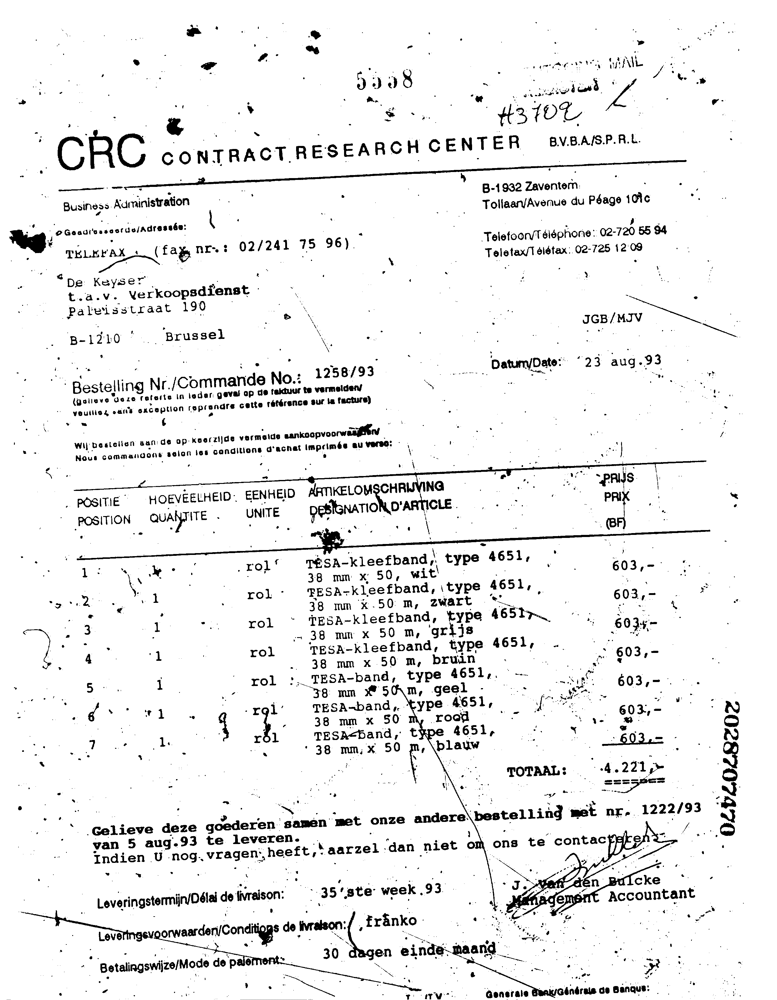 5558
MAIL
H3709
CRC CONTRACT RESEARCH CENTER B.V.B.A./S.P.R.L.
Business Administration
B-1932 Zaventem
Tollaan/Avenue du Péage 101c
Geadresseerde/Adressée:
Telefoon/Téléphone: 02-720 55 94
TELEFAX : (fax nr.: 02/241 75 96)
Telefax/Téléfax: 02-725 12 09
De Keyser
t.a.v. Verkoopsdienst
Paleisstraat 190
JGB/MJV
B-1210 Brussel
Datum/Date: 23 aug.93
Bestelling Nr./Commande No.: 1258/93
(Gelieve deze referte in ieder geval op de faktuur te vermelden/
veuillez sans exception reprendre cette référence sur la facture)
Wij bestellen aan de op keerzijde vermelde aankoopvoorwaarden/
Nous commandons selon les conditions d'achat imprimée au verso:
POSITIE HOEVEELHEID EENHEID ARTIKELOMSCHRIJVING PRIJS
POSITION QUANTITE UNITE DESIGNATION D'ARTICLE PRIX
(BF)
1 1 rol TESA-kleefband, type 4651, 603,-
38 mm x 50, wit
2 1 rol TESA-kleefband, type 4651, 603,-
38 mm x 50 m, zwart
3 1 rol TESA-kleefband, type 4651, 603,-
38 mm x 50 m, grijs
4 1 rol TESA-kleefband, type 4651, 603,-
38 mm x 50 m, bruin
5 1 rol TESA-band, type 4651, 603,-
38 mm x 50 m, geel
6 1 rol TESA-band, type 4651, 603,-
38 mm x 50 m, rood
7 1 rol TESA-band, type 4651, 603,-
38 mm x 50 m, blauw
TOTAAL: 4.221,-
=======
2028707470
Gelieve deze goederen samen met onze andere bestelling met nr. 1222/93
van 5 aug.93 te leveren.
Indien U nog vragen heeft, aarzel dan niet om ons te contacteren.
J. Van den Bulcke
Management Accountant
Leveringstermijn/Délai de livraison: 35 ste week 93
Leveringsvoorwaarden/Conditions de livraison: franko
Betalingswijze/Mode de paiement: 30 dagen einde maand
Generale Bank/Générale de Banque: